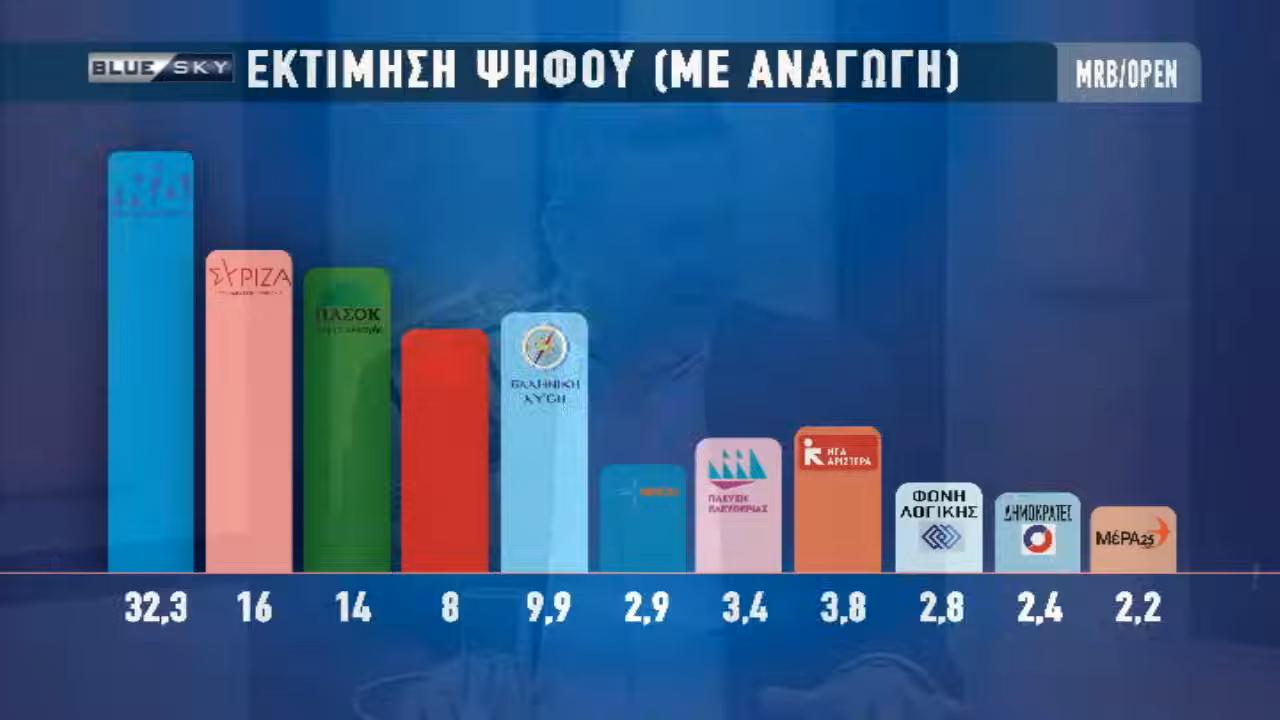 BLUE SKY ΕΚΤΙΜΗΣΗ ΨΗΦΟΥ (ΜΕ ΑΝΑΓΩΓΗ) MRB/OPEN
ΝΔ
ΣΥΡΙΖΑ
ΠΑΣΟΚ
ΕΛΛΗΝΙΚΗ
ΛΥΣΗ
ΠΛΕΥΣΗ
ΕΛΕΥΘΕΡΙΑΣ
ΝΕΑ
ΑΡΙΣΤΕΡΑ
ΦΩΝΗ
ΛΟΓΙΚΗΣ
ΔΗΜΟΚΡΑΤΕΣ
ΜέΡΑ25
32,3 16 14 8 9,9 2,9 3,4 3,8 2,8 2,4 2,2